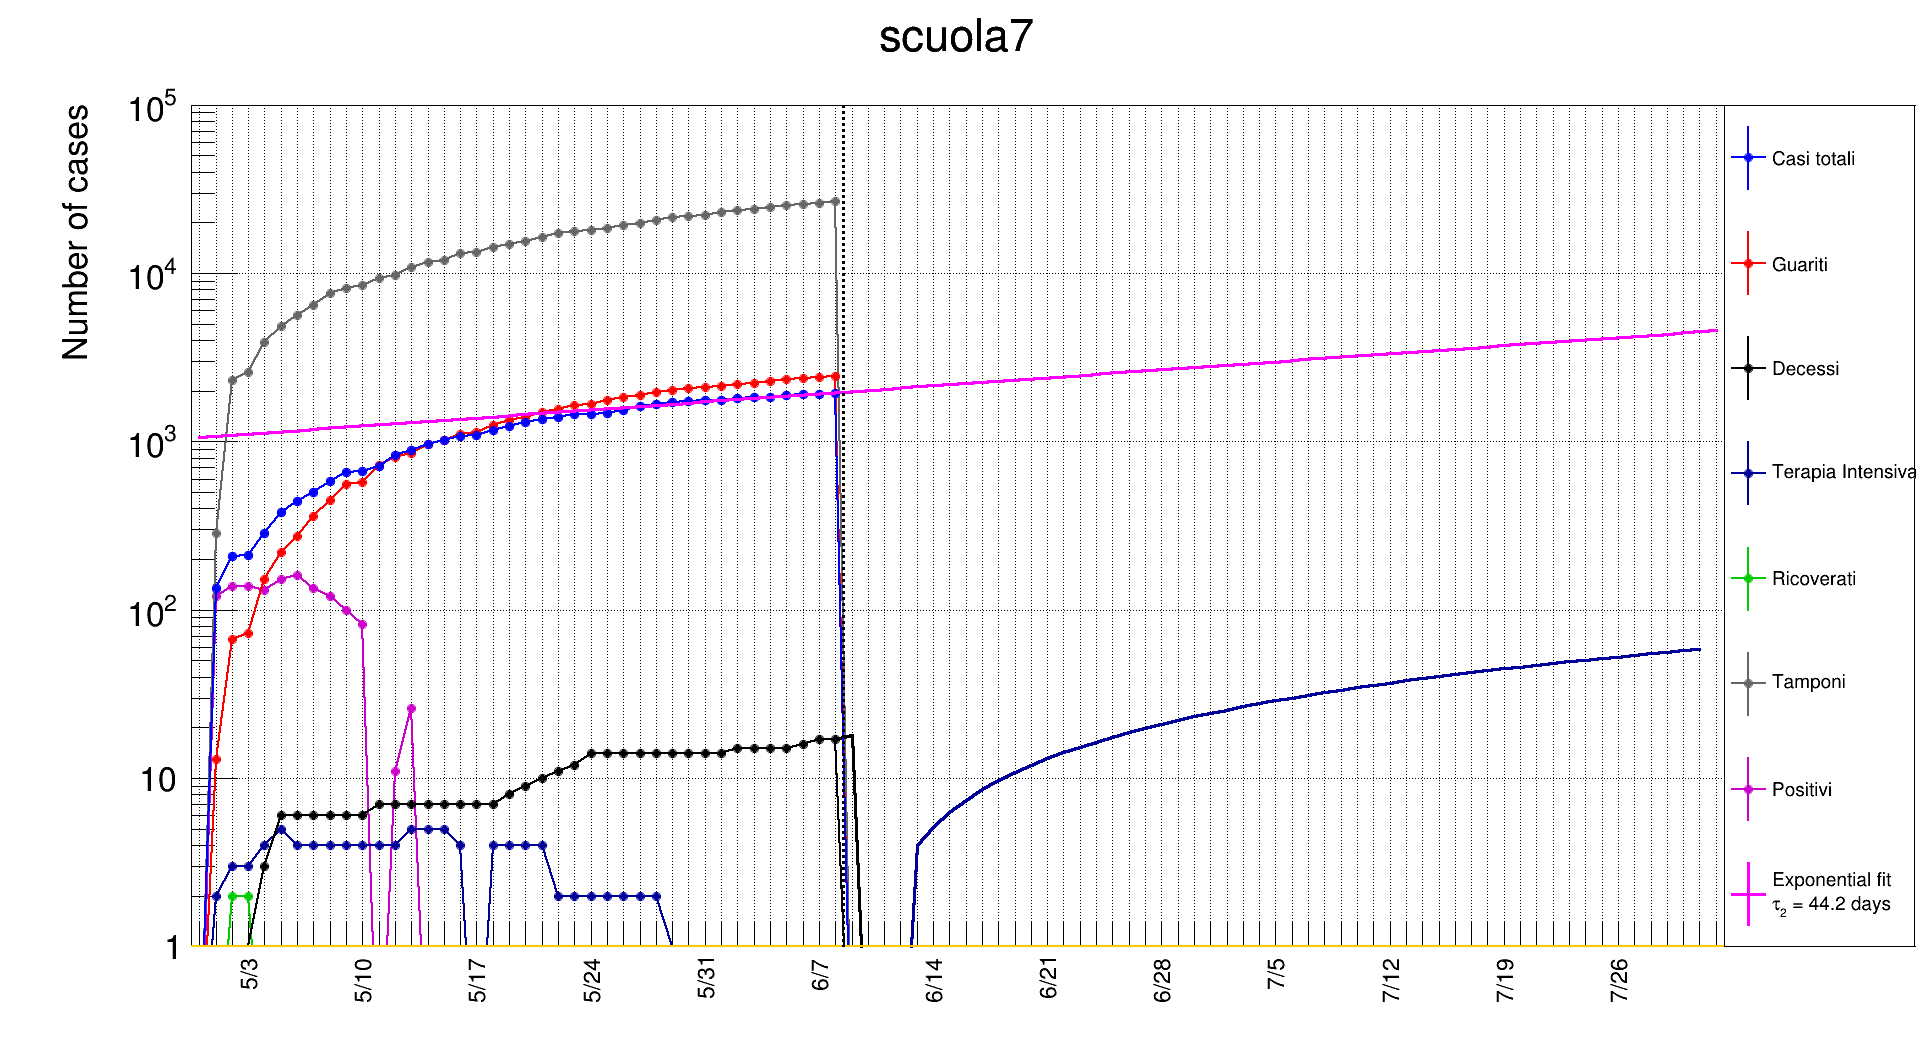 scuola7
Number of cases
10^5
10^4
10^3
10^2
10
1
5/3
5/10
5/17
5/24
5/31
6/7
6/14
6/21
6/28
7/5
7/12
7/19
7/26
Casi totali
Guariti
Decessi
Terapia Intensiva
Ricoverati
Tamponi
Positivi
Exponential fit
τ₂ = 44.2 days